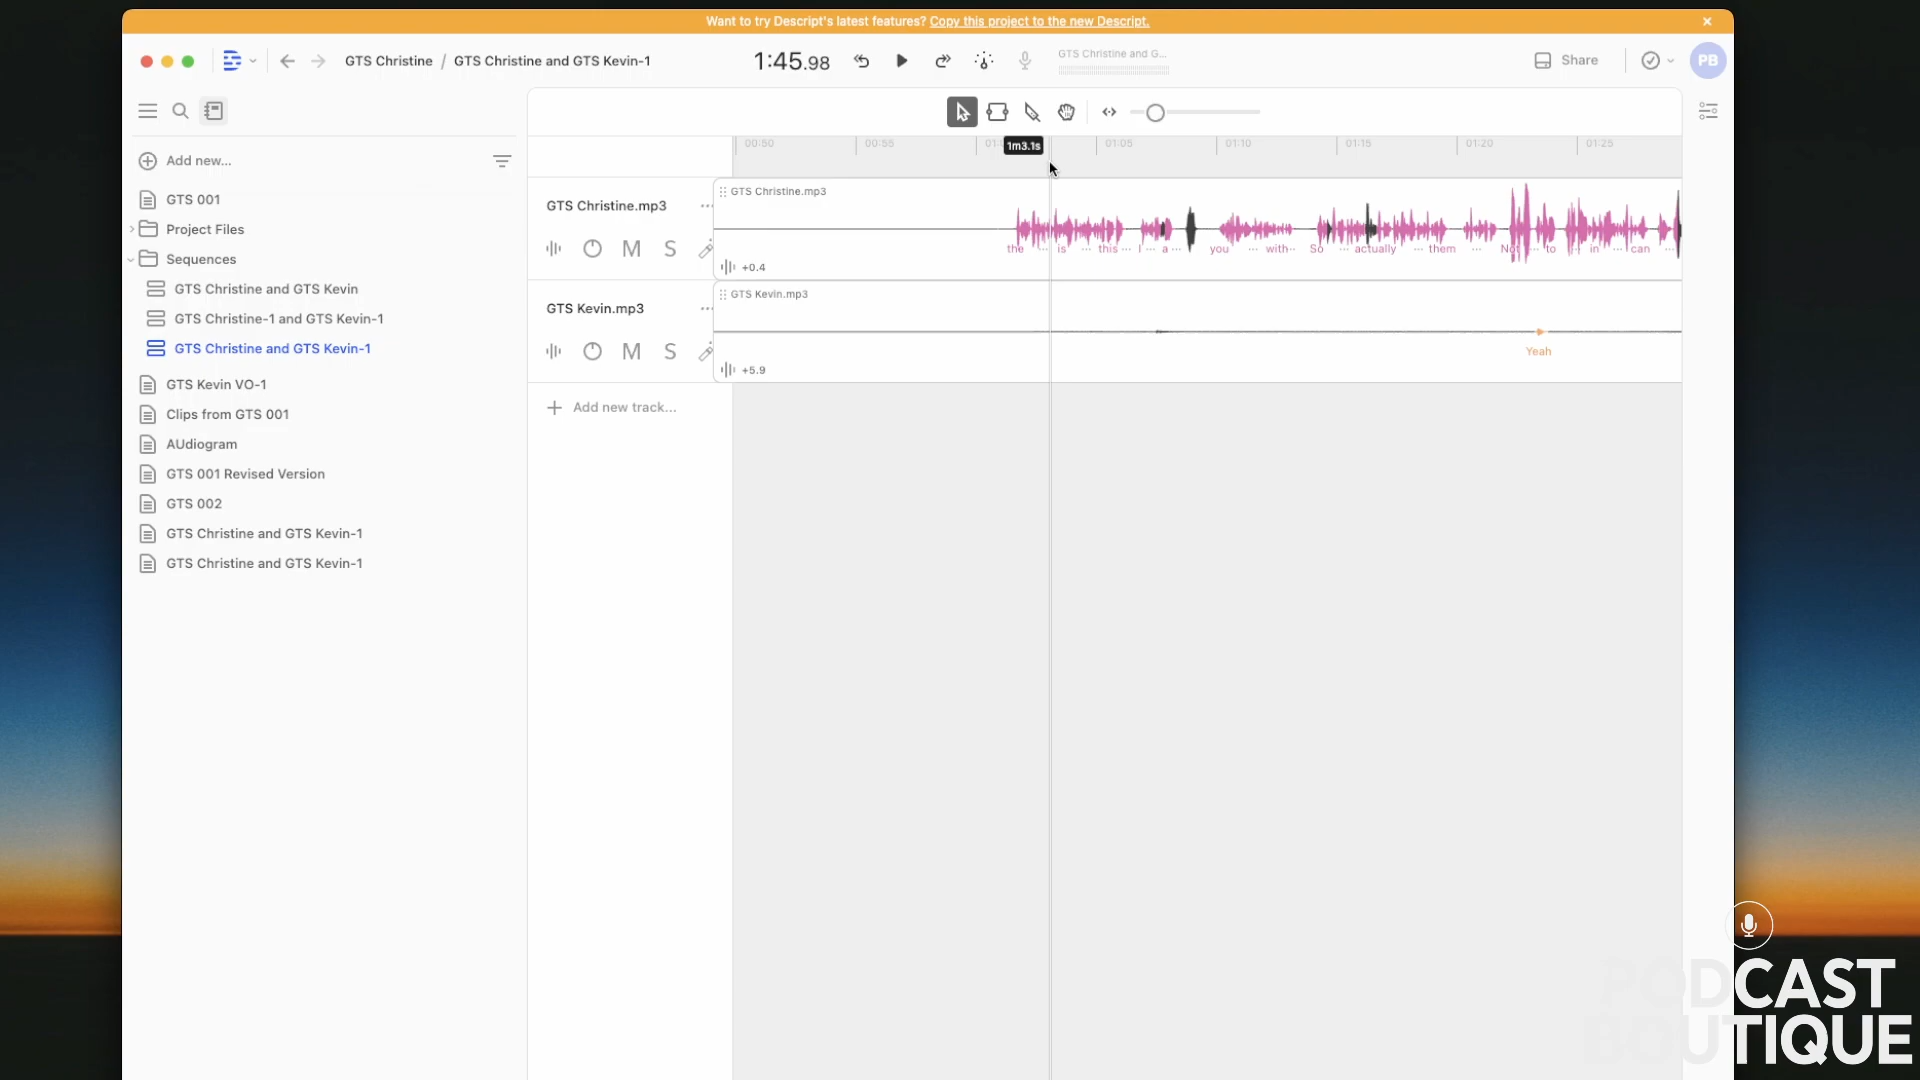 Want to try Descript's latest features? Copy this project to the new Descript.
GTS Christine / GTS Christine and GTS Kevin-1
1:45.98
GTS Christine and G...
Share
PB
Add new...
GTS 001
Project Files
Sequences
GTS Christine and GTS Kevin
GTS Christine-1 and GTS Kevin-1
GTS Christine and GTS Kevin-1
GTS Kevin VO-1
Clips from GTS 001
AUdiogram
GTS 001 Revised Version
GTS 002
GTS Christine and GTS Kevin-1
GTS Christine and GTS Kevin-1
00:50 00:55 1m3.1s 01:05 01:10 01:15 01:20 01:25
GTS Christine.mp3
M S
GTS Christine.mp3
the ... is ... this ... I ... a ... you ... with ... So ... actually ... them ... Not ... to ... in ... can ...
+0.4
GTS Kevin.mp3
M S
GTS Kevin.mp3
Yeah
+5.9
Add new track...
PODCAST
BOUTIQUE